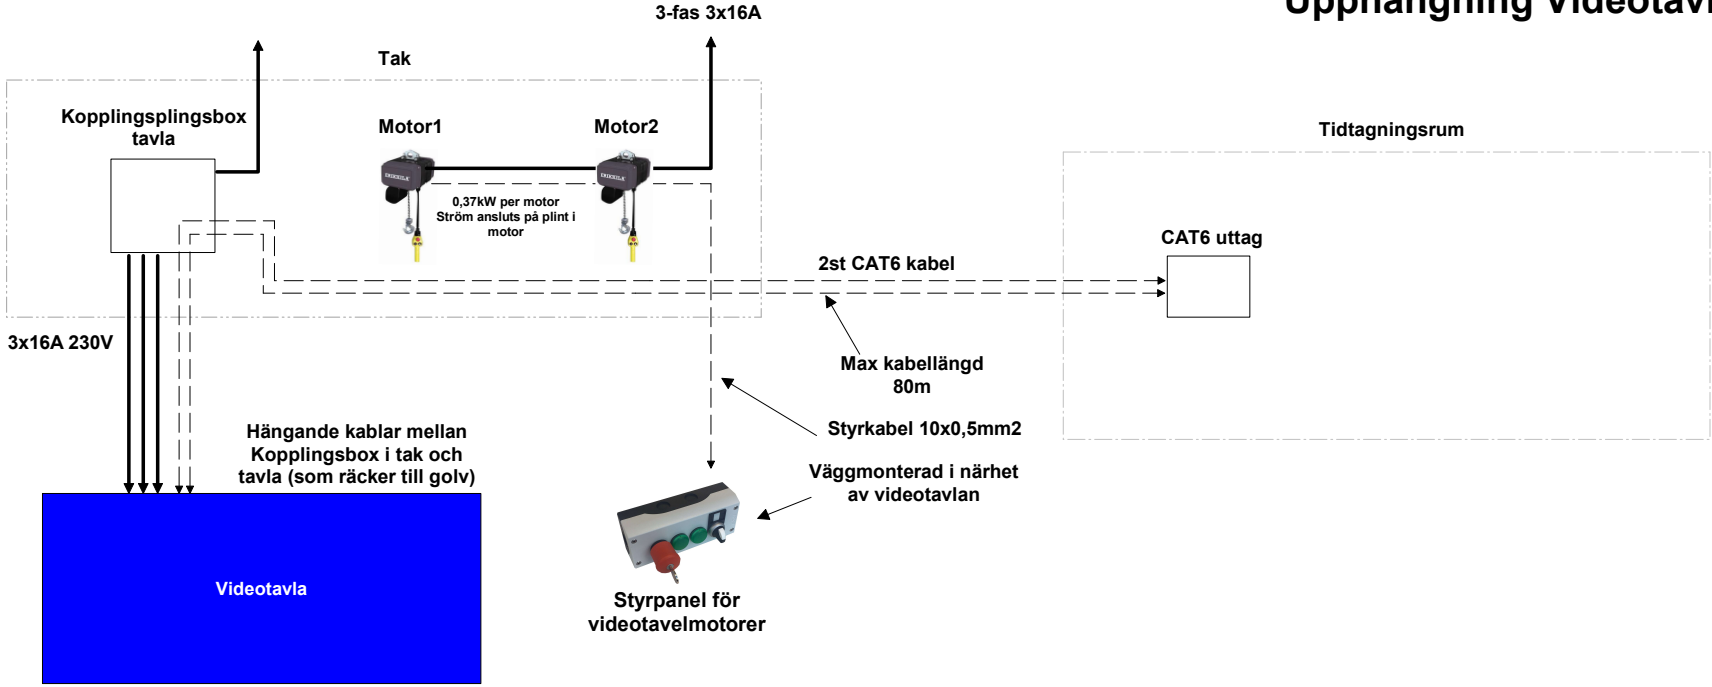 Upphängning Videotavl
3-fas 3x16A
Tak
Kopplingsplingsbox
tavla
Motor1
Motor2
Tidtagningsrum
0,37kW per motor
Ström ansluts på plint i
motor
CAT6 uttag
2st CAT6 kabel
3x16A 230V
Max kabellängd
80m
Styrkabel 10x0,5mm2
Hängande kablar mellan
Kopplingsbox i tak och
tavla (som räcker till golv)
Väggmonterad i närhet
av videotavlan
Videotavla
Styrpanel för
videotavelmotorer